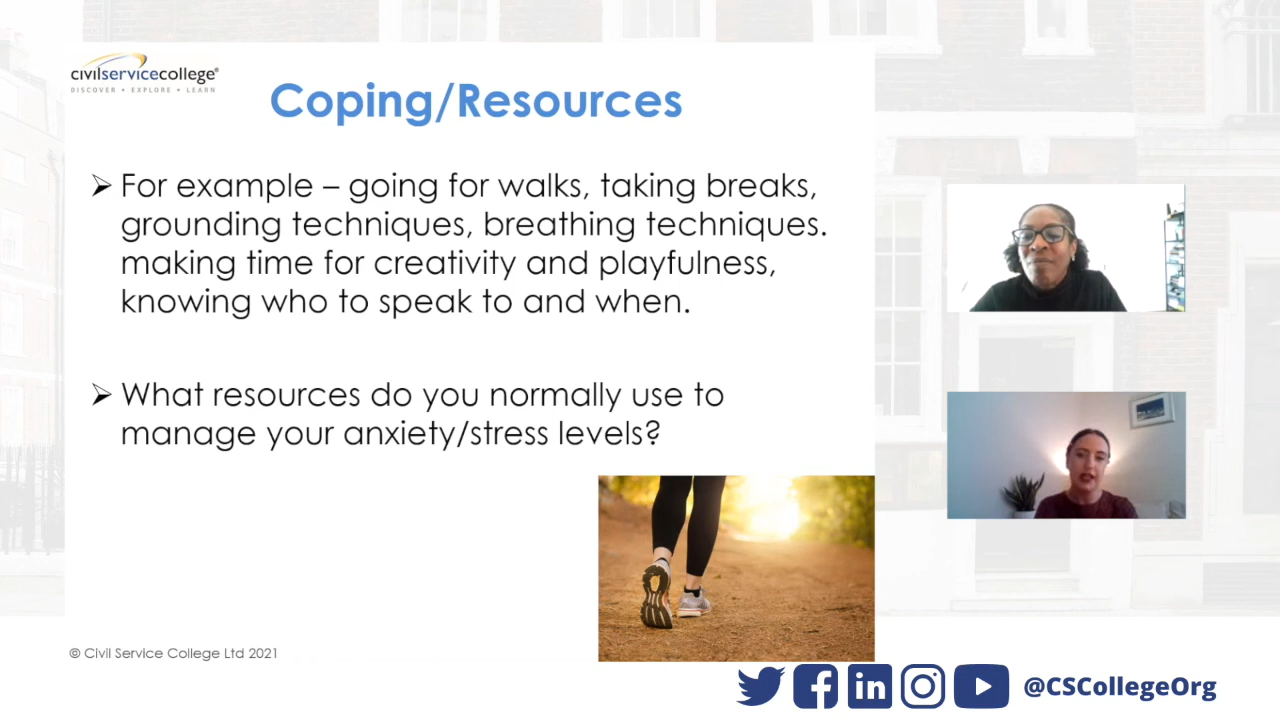 civilservicecollege®
DISCOVER • EXPLORE • LEARN
Coping/Resources
➢ For example – going for walks, taking breaks,
grounding techniques, breathing techniques.
making time for creativity and playfulness,
knowing who to speak to and when.
➢ What resources do you normally use to
manage your anxiety/stress levels?
© Civil Service College Ltd 2021
@CSCollegeOrg